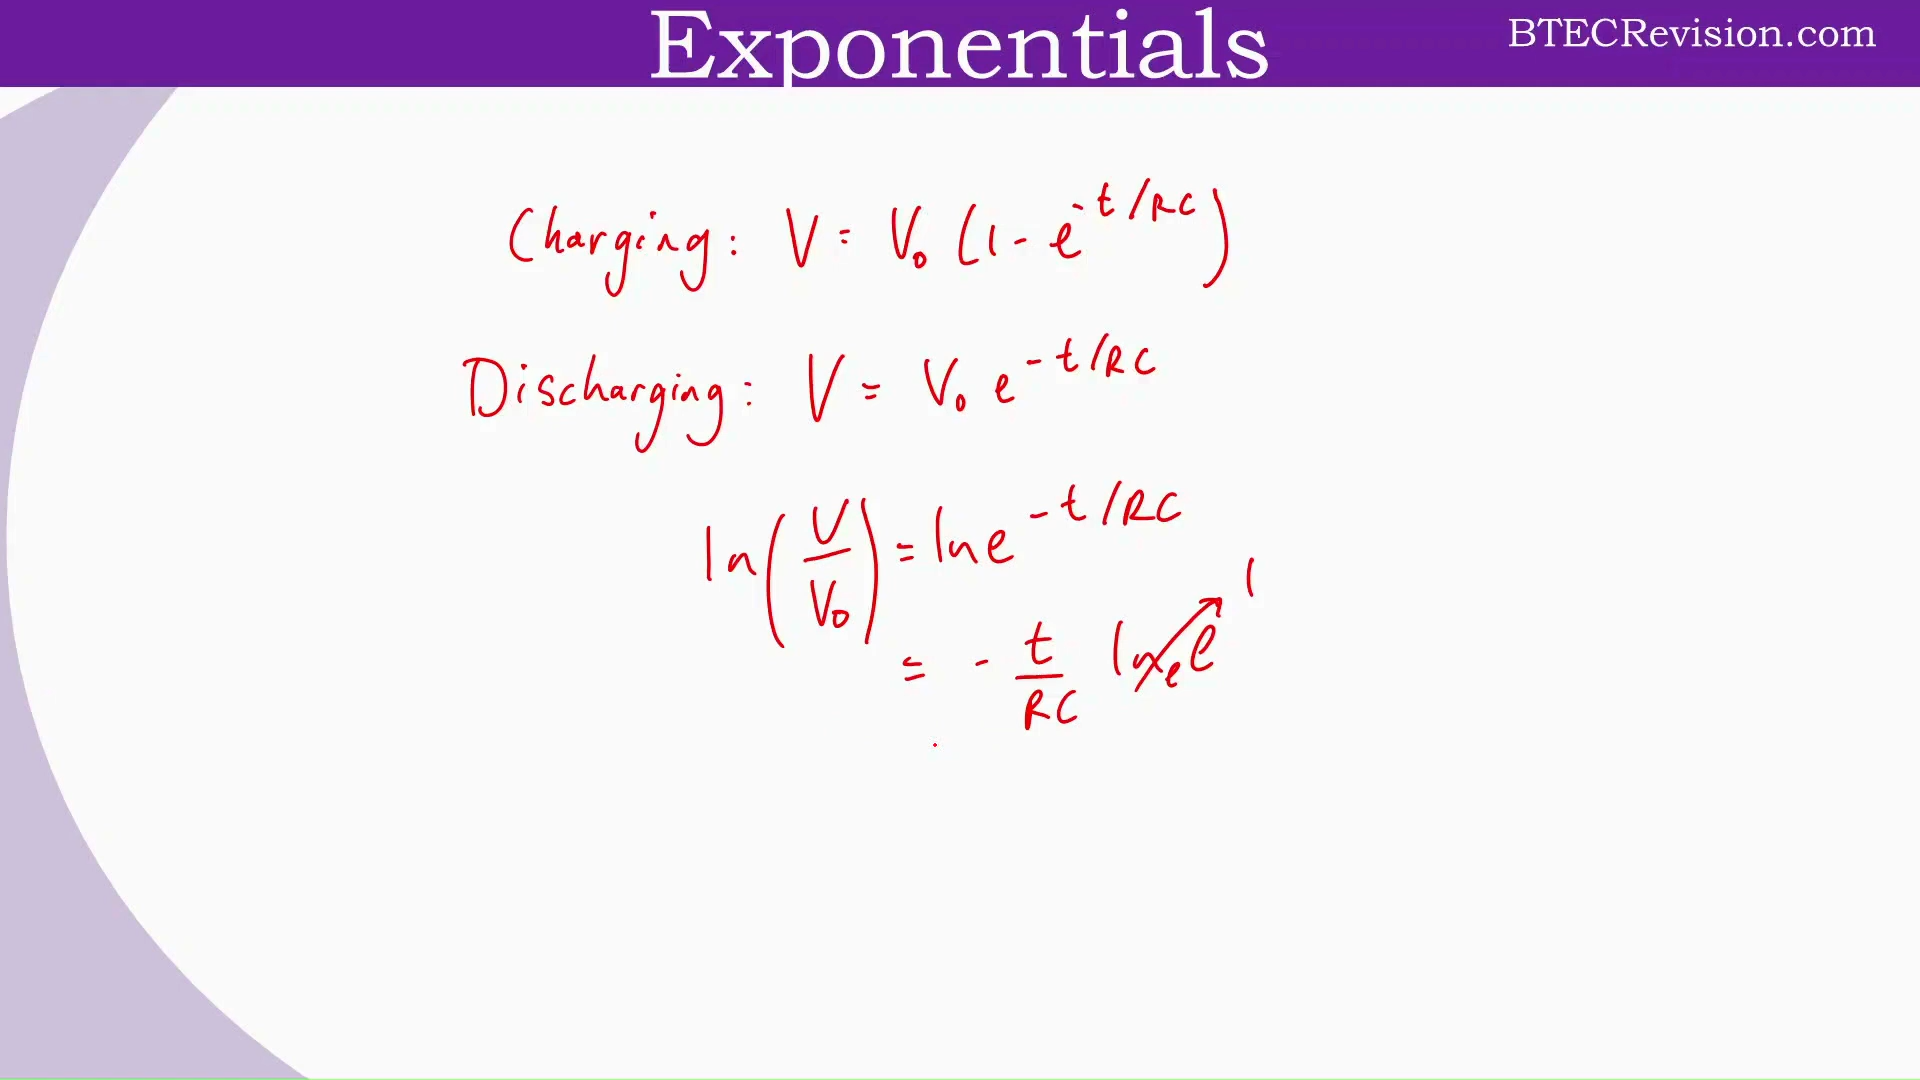 Exponentials
BTECRevision.com
Charging: V = V₀ (1 - e^-t/RC)
Discharging: V = V₀ e^-t/RC
ln(V/V₀) = ln e^-t/RC
= - t/RC lnₑe 1